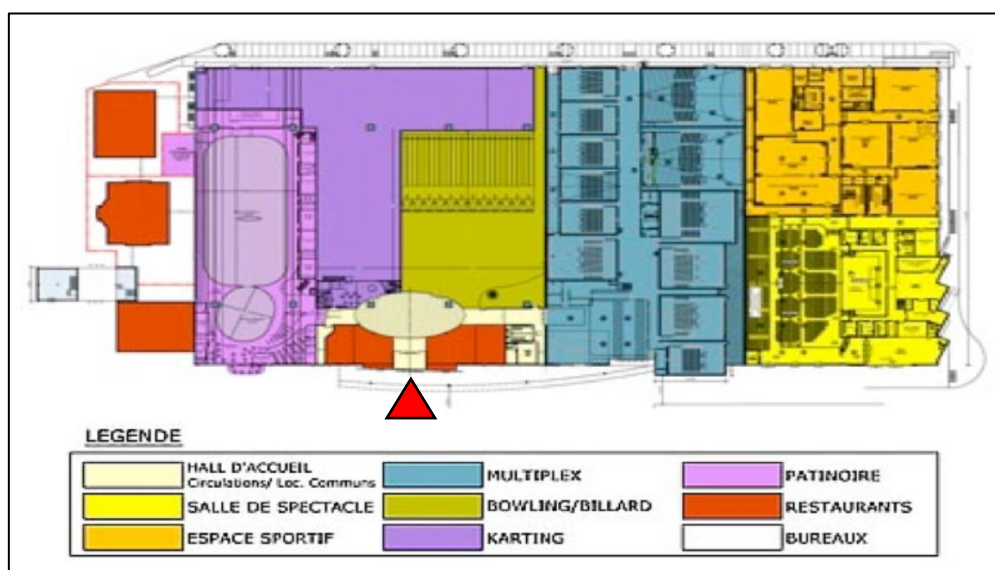 LEGENDE
HALL D'ACCUEIL
Circulations/ Loc. Communs
SALLE DE SPECTACLE
ESPACE SPORTIF
MULTIPLEX
BOWLING/BILLARD
KARTING
PATINOIRE
RESTAURANTS
BUREAUX